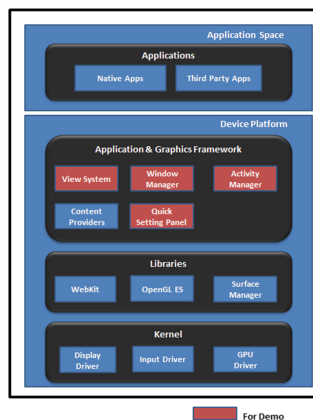 Application Space
Applications
Native Apps
Third Party Apps
Device Platform
Application & Graphics Framework
View System
Window
Manager
Activity
Manager
Content
Providers
Quick
Setting Panel
Libraries
WebKit
OpenGL ES
Surface
Manager
Kernel
Display
Driver
Input Driver
GPU
Driver
For Demo